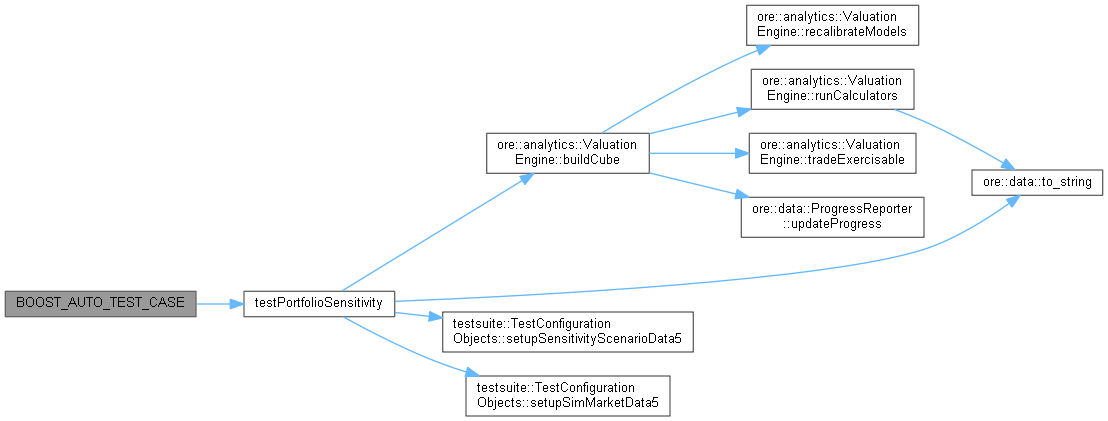 ore::analytics::Valuation
Engine::recalibrateModels
ore::analytics::Valuation
Engine::runCalculators
ore::analytics::Valuation
Engine::buildCube
ore::analytics::Valuation
Engine::tradeExercisable
ore::data::to_string
ore::data::ProgressReporter
::updateProgress
BOOST_AUTO_TEST_CASE
testPortfolioSensitivity
testsuite::TestConfiguration
Objects::setupSensitivityScenarioData5
testsuite::TestConfiguration
Objects::setupSimMarketData5